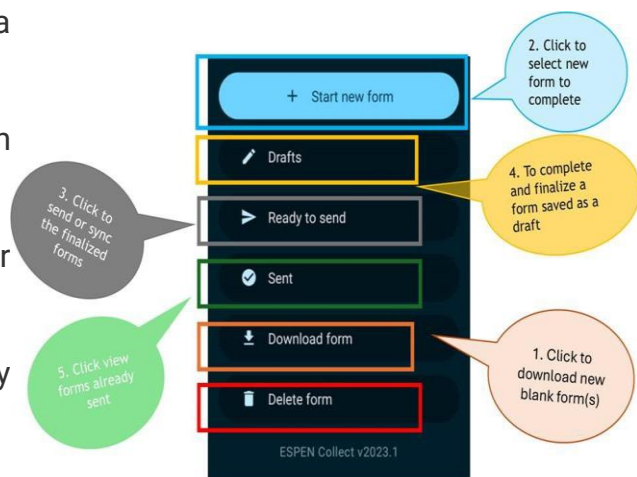 a
n
r
y
+ Start new form
Drafts
Ready to send
Sent
Download form
Delete form
ESPEN Collect v2023.1
2. Click to
select new
form to
complete
4. To complete
and finalize a
form saved as a
draft
3. Click to
send or sync
the finalized
forms
5. Click view
forms already
sent
1. Click to
download new
blank form(s)